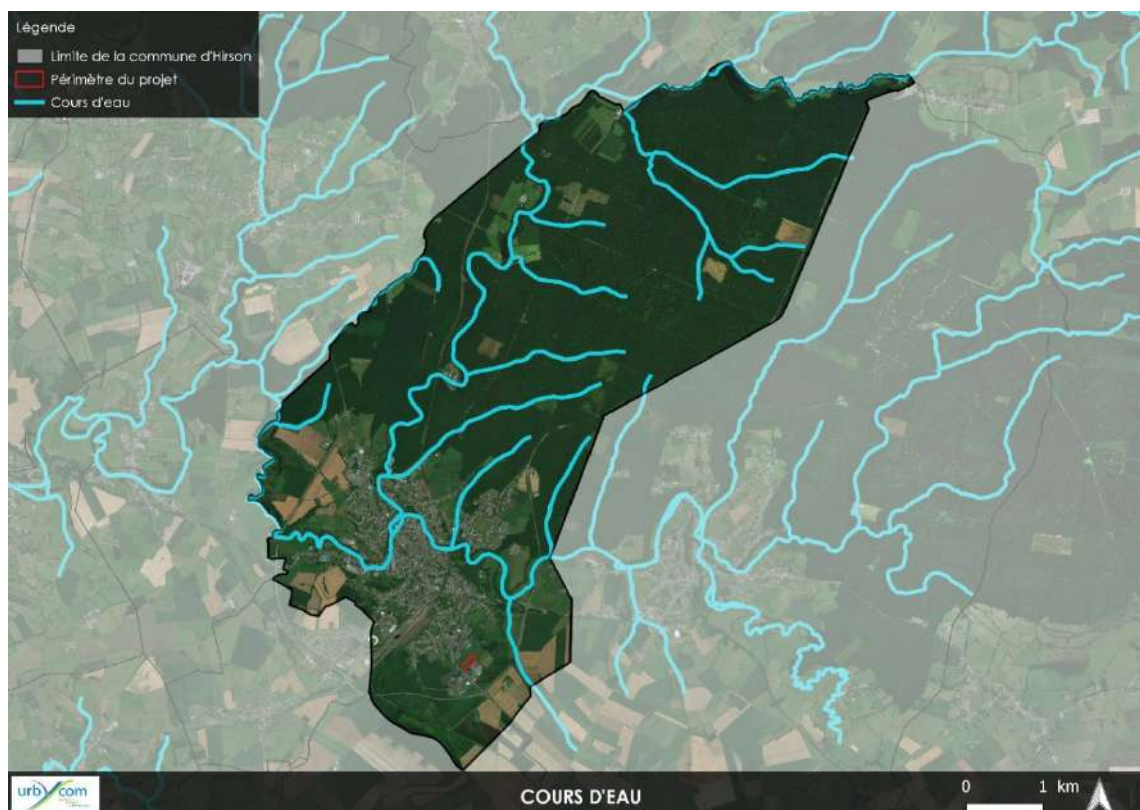 Légende
Limite de la commune d'Hirson
Périmètre du projet
Cours d'eau
urbycom
COURS D'EAU
0 1 km